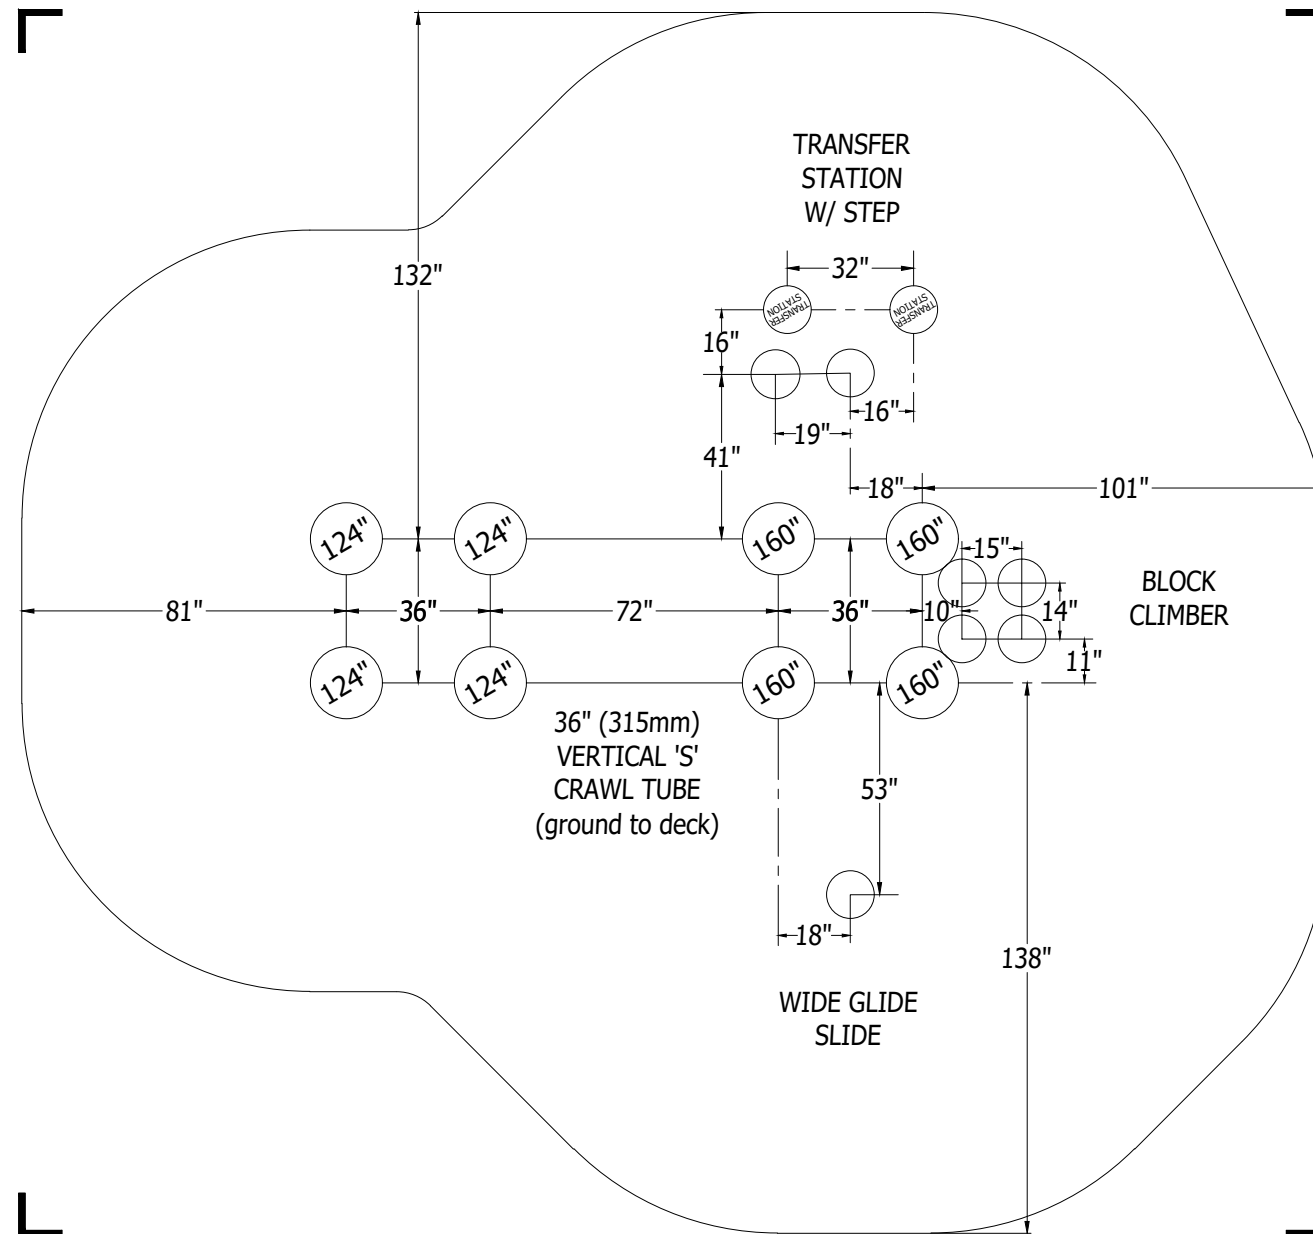 TRANSFER
STATION
W/ STEP
132"
32"
TRANSFER
STATION
TRANSFER
STATION
16"
16"
19"
41"
18"
101"
124"
124"
160"
160"
15"
BLOCK
CLIMBER
81"
36"
72"
36"
10"
14"
11"
124"
124"
160"
160"
36" (315mm)
VERTICAL 'S'
CRAWL TUBE
(ground to deck)
53"
18"
138"
WIDE GLIDE
SLIDE